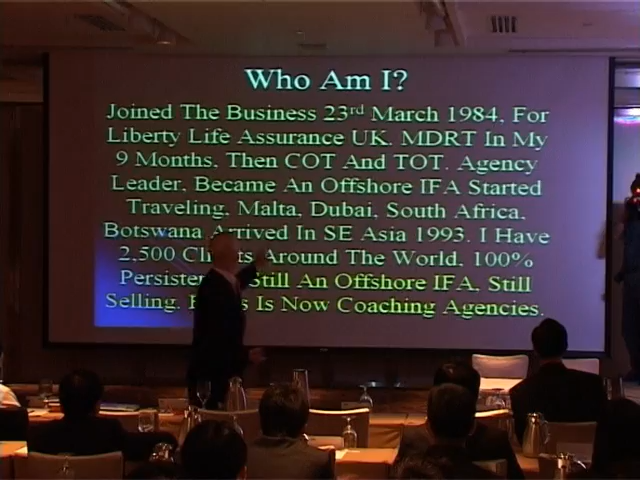 Who Am I?
Joined The Business 23rd March 1984. For
Liberty Life Assurance UK. MDRT In My
9 Months. Then COT And TOT. Agency
Leader. Became An Offshore IFA Started
Traveling. Malta, Dubai, South Africa,
Botswana Arrived In SE Asia 1993. I Have
2,500 Around The World. 100%
Still An Offshore IFA. Still
Selling. Is Now Coaching Agencies.